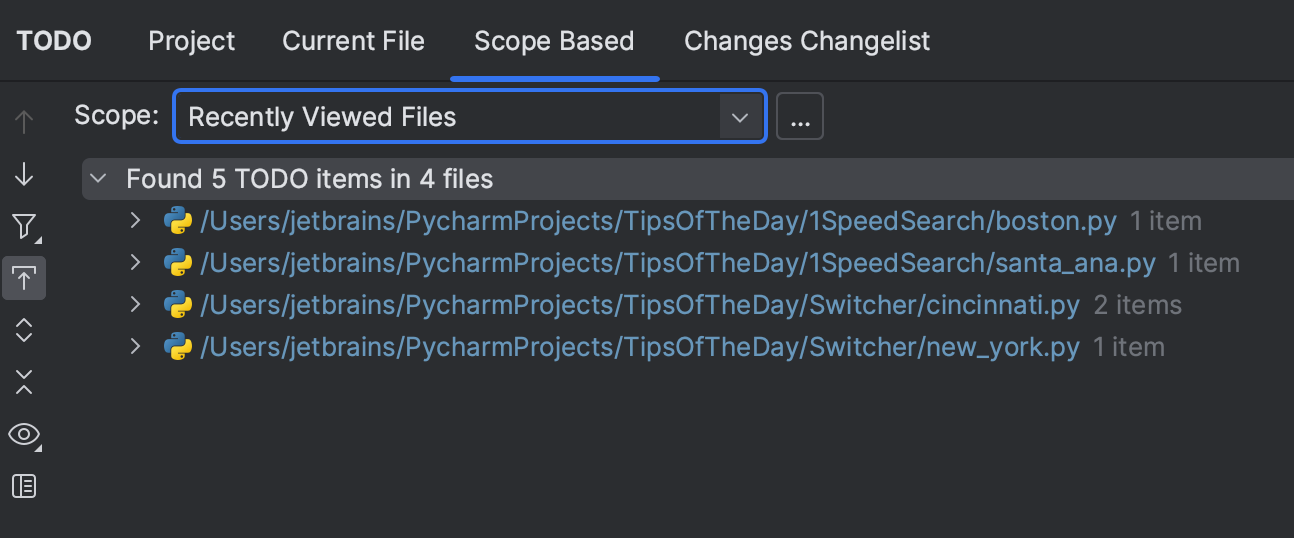 TODO Project Current File Scope Based Changes Changelist
Scope: Recently Viewed Files ...
Found 5 TODO items in 4 files
/Users/jetbrains/PycharmProjects/TipsOfTheDay/1SpeedSearch/boston.py 1 item
/Users/jetbrains/PycharmProjects/TipsOfTheDay/1SpeedSearch/santa_ana.py 1 item
/Users/jetbrains/PycharmProjects/TipsOfTheDay/Switcher/cincinnati.py 2 items
/Users/jetbrains/PycharmProjects/TipsOfTheDay/Switcher/new_york.py 1 item